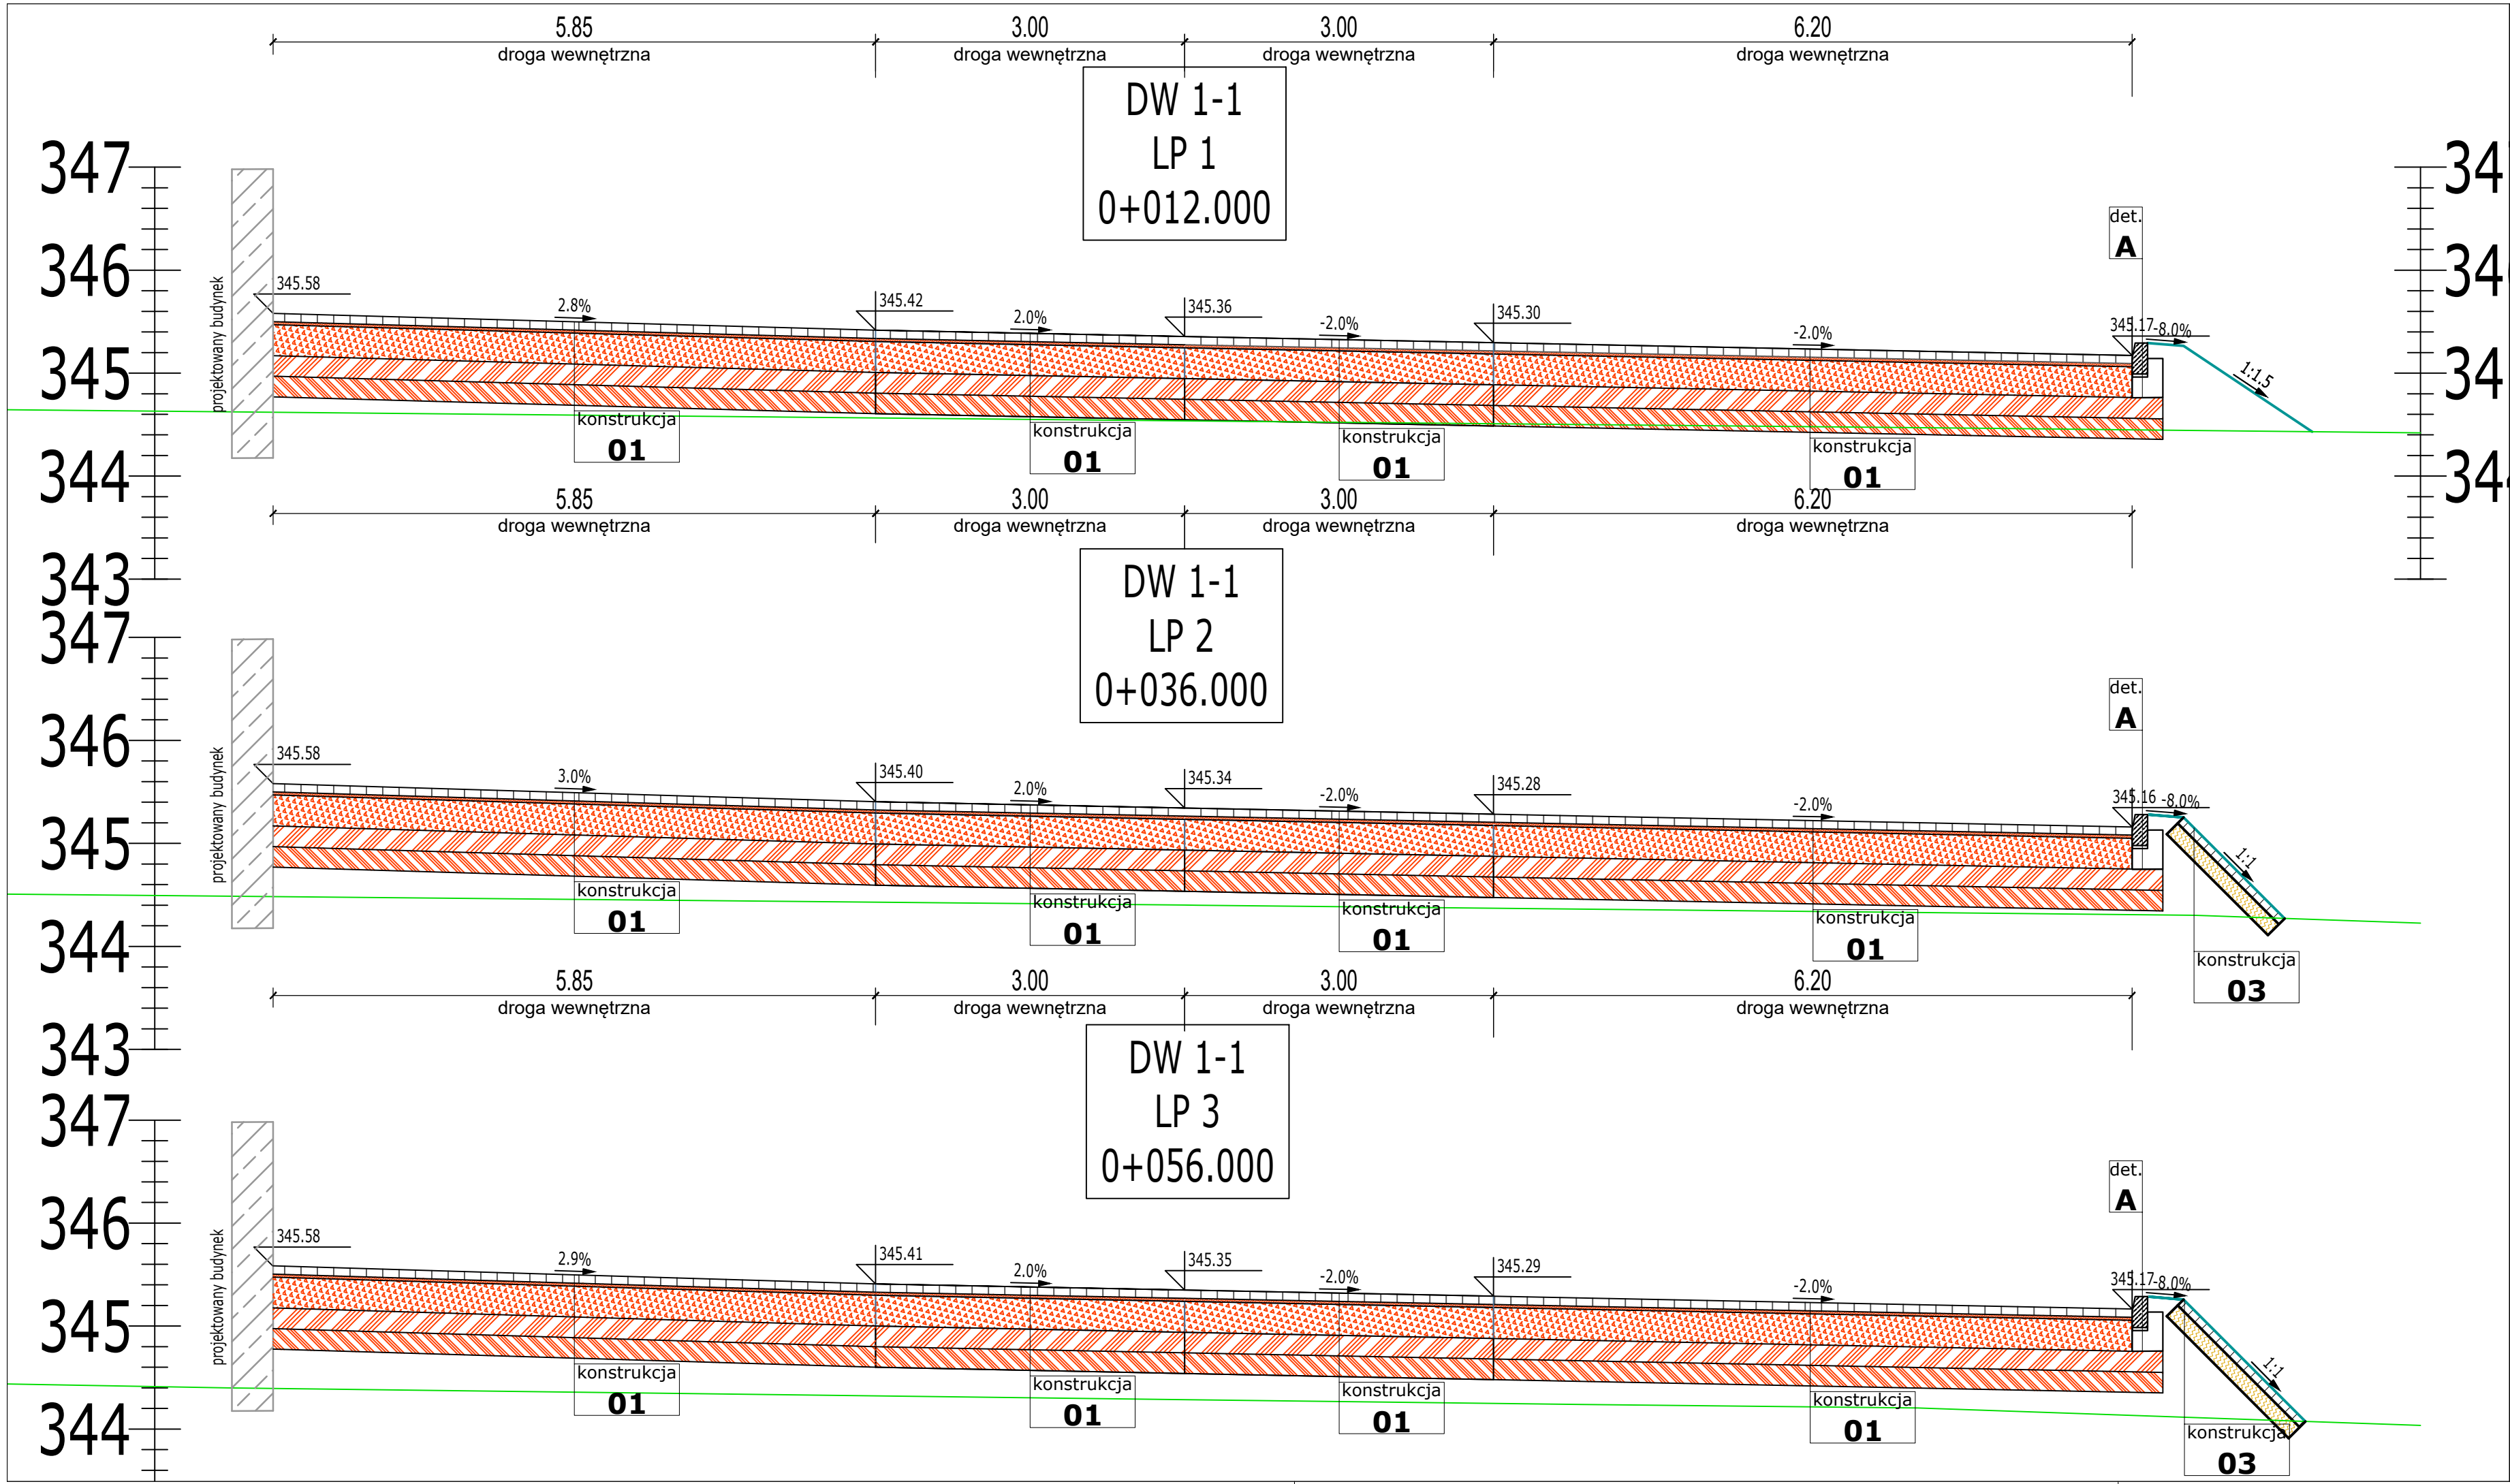 5.85 3.00 3.00 6.20
droga wewnętrzna droga wewnętrzna droga wewnętrzna droga wewnętrzna
DW 1-1
LP 1
0+012.000
347
346
345
344
343
det.
A
projektowany budynek
345.58 2.8% 345.42 2.0% 345.36 -2.0% 345.30 -2.0% 345.17 -8.0%
1:1.5
konstrukcja
01
konstrukcja
01
konstrukcja
01
konstrukcja
01
5.85 3.00 3.00 6.20
droga wewnętrzna droga wewnętrzna droga wewnętrzna droga wewnętrzna
DW 1-1
LP 2
0+036.000
347
346
345
344
343
det.
A
projektowany budynek
345.58 3.0% 345.40 2.0% 345.34 -2.0% 345.28 -2.0% 345.16 -8.0%
1:1
konstrukcja
01
konstrukcja
01
konstrukcja
01
konstrukcja
01
konstrukcja
03
5.85 3.00 3.00 6.20
droga wewnętrzna droga wewnętrzna droga wewnętrzna droga wewnętrzna
DW 1-1
LP 3
0+056.000
347
346
345
344
det.
A
projektowany budynek
345.58 2.9% 345.41 2.0% 345.35 -2.0% 345.29 -2.0% 345.17 -8.0%
1:1
konstrukcja
01
konstrukcja
01
konstrukcja
01
konstrukcja
01
konstrukcja
03